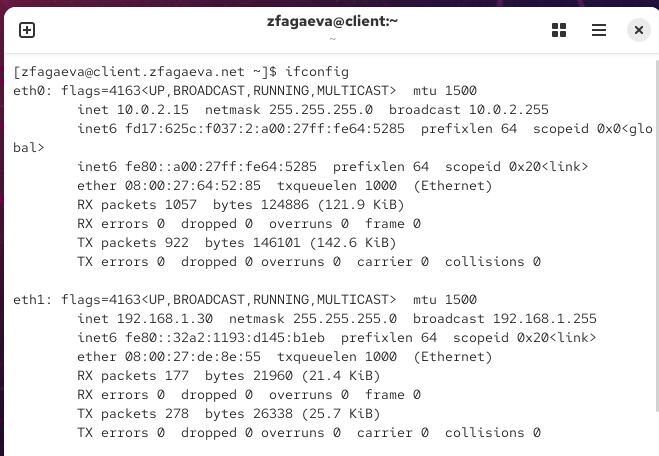 zfagaeva@client:~
~
[zfagaeva@client.zfagaeva.net ~]$ ifconfig
eth0: flags=4163<UP,BROADCAST,RUNNING,MULTICAST>  mtu 1500
        inet 10.0.2.15  netmask 255.255.255.0  broadcast 10.0.2.255
        inet6 fd17:625c:f037:2:a00:27ff:fe64:5285  prefixlen 64  scopeid 0x0<glo
bal>
        inet6 fe80::a00:27ff:fe64:5285  prefixlen 64  scopeid 0x20<link>
        ether 08:00:27:64:52:85  txqueuelen 1000  (Ethernet)
        RX packets 1057  bytes 124886 (121.9 KiB)
        RX errors 0  dropped 0  overruns 0  frame 0
        TX packets 922  bytes 146101 (142.6 KiB)
        TX errors 0  dropped 0 overruns 0  carrier 0  collisions 0

eth1: flags=4163<UP,BROADCAST,RUNNING,MULTICAST>  mtu 1500
        inet 192.168.1.30  netmask 255.255.255.0  broadcast 192.168.1.255
        inet6 fe80::32a2:1193:d145:b1eb  prefixlen 64  scopeid 0x20<link>
        ether 08:00:27:de:8e:55  txqueuelen 1000  (Ethernet)
        RX packets 177  bytes 21960 (21.4 KiB)
        RX errors 0  dropped 0  overruns 0  frame 0
        TX packets 278  bytes 26338 (25.7 KiB)
        TX errors 0  dropped 0 overruns 0  carrier 0  collisions 0